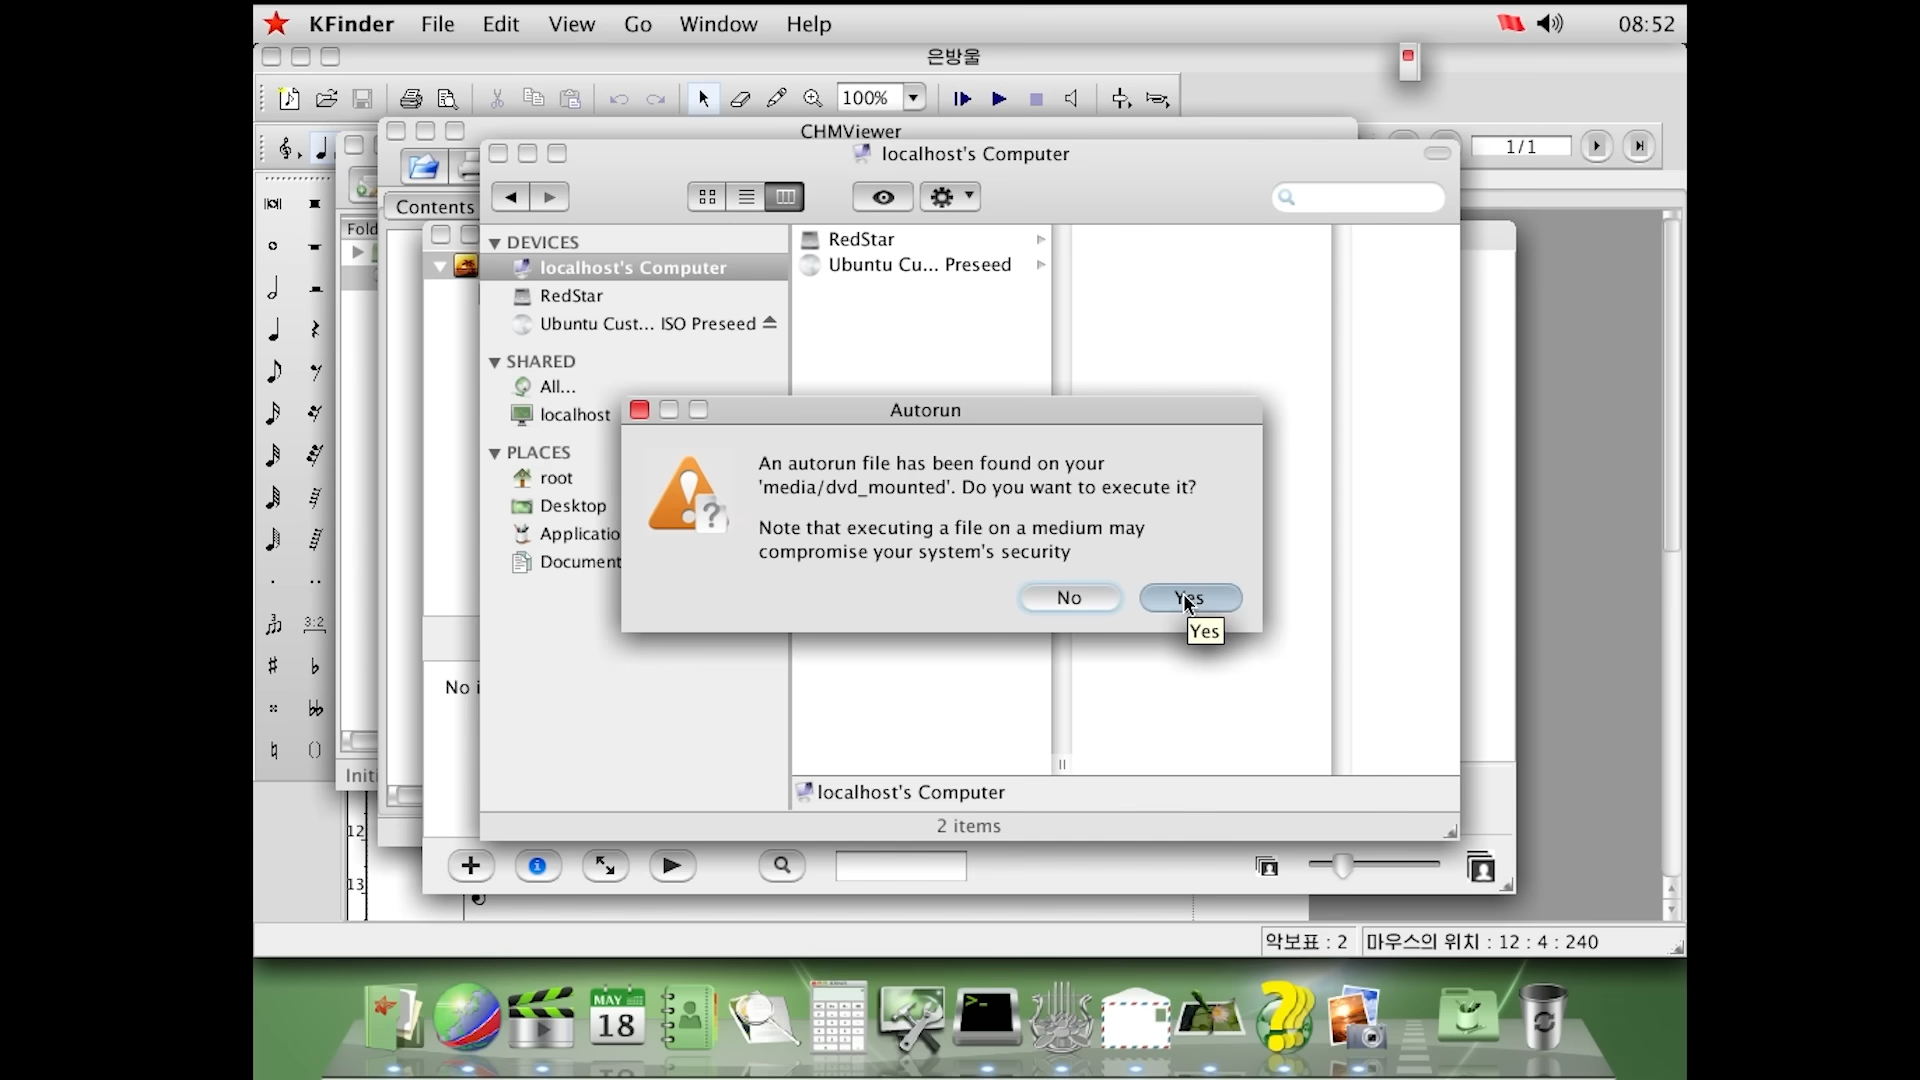 KFinder File Edit View Go Window Help 08:52
은방울
100%
CHMViewer
1/1
localhost's Computer
Contents
Fold
DEVICES
localhost's Computer
RedStar
Ubuntu Cust... ISO Preseed
SHARED
All...
localhost
PLACES
root
Desktop
Applicatio
Document
RedStar
Ubuntu Cu... Preseed
Autorun
An autorun file has been found on your
'media/dvd_mounted'. Do you want to execute it?
Note that executing a file on a medium may
compromise your system's security
No Yes
Yes
3:2
No i
Initi
localhost's Computer
2 items
12
13
악보표 : 2 마우스의 위치 : 12 : 4 : 240
MAY
18